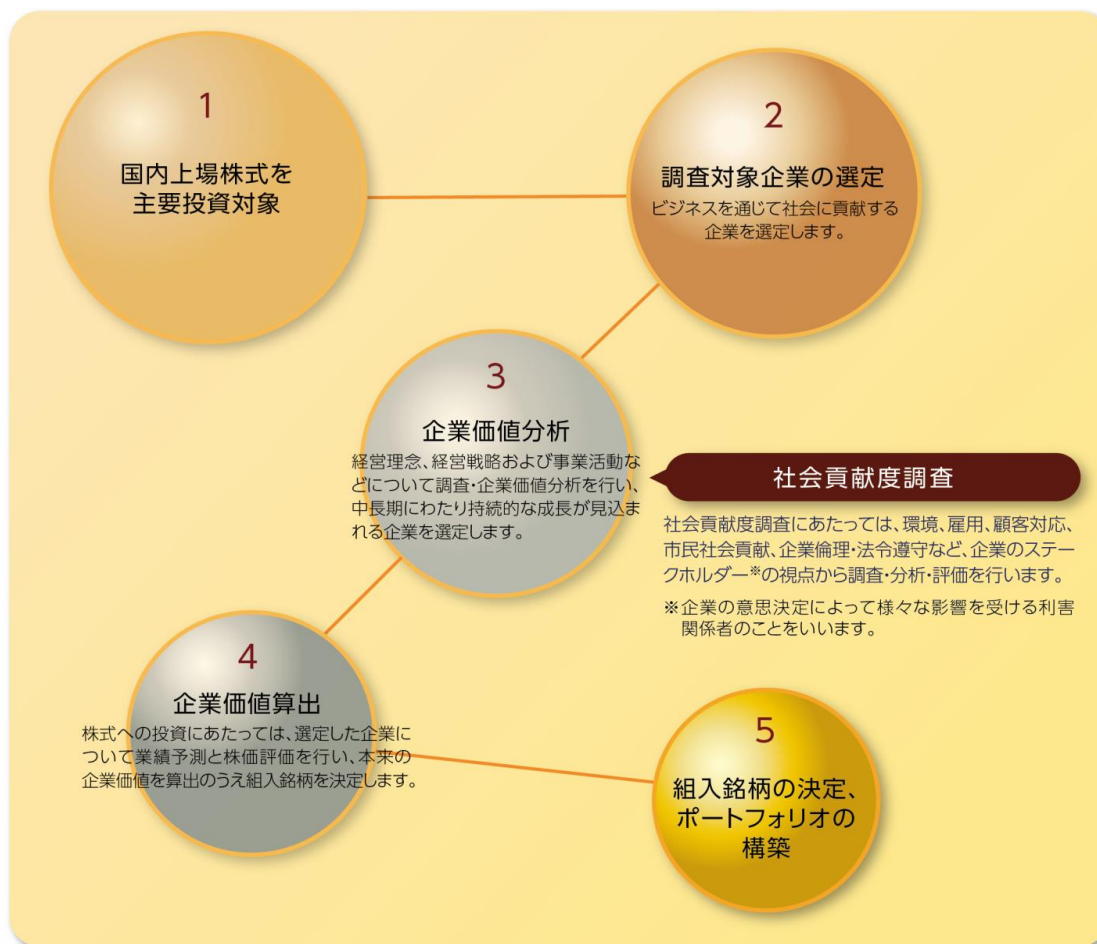 1
国内上場株式を
主要投資対象
2
調査対象企業の選定
ビジネスを通じて社会に貢献する
企業を選定します。
3
企業価値分析
経営理念、経営戦略および事業活動な
どについて調査・企業価値分析を行い、
中長期にわたり持続的な成長が見込ま
れる企業を選定します。
社会貢献度調査
社会貢献度調査にあたっては、環境、雇用、顧客対応、
市民社会貢献、企業倫理・法令遵守など、企業のステー
クホルダー※の視点から調査・分析・評価を行います。
※企業の意思決定によって様々な影響を受ける利害
関係者のことをいいます。
4
企業価値算出
株式への投資にあたっては、選定した企業に
ついて業績予測と株価評価を行い、本来の
企業価値を算出のうえ組入銘柄を決定します。
5
組入銘柄の決定、
ポートフォリオの
構築